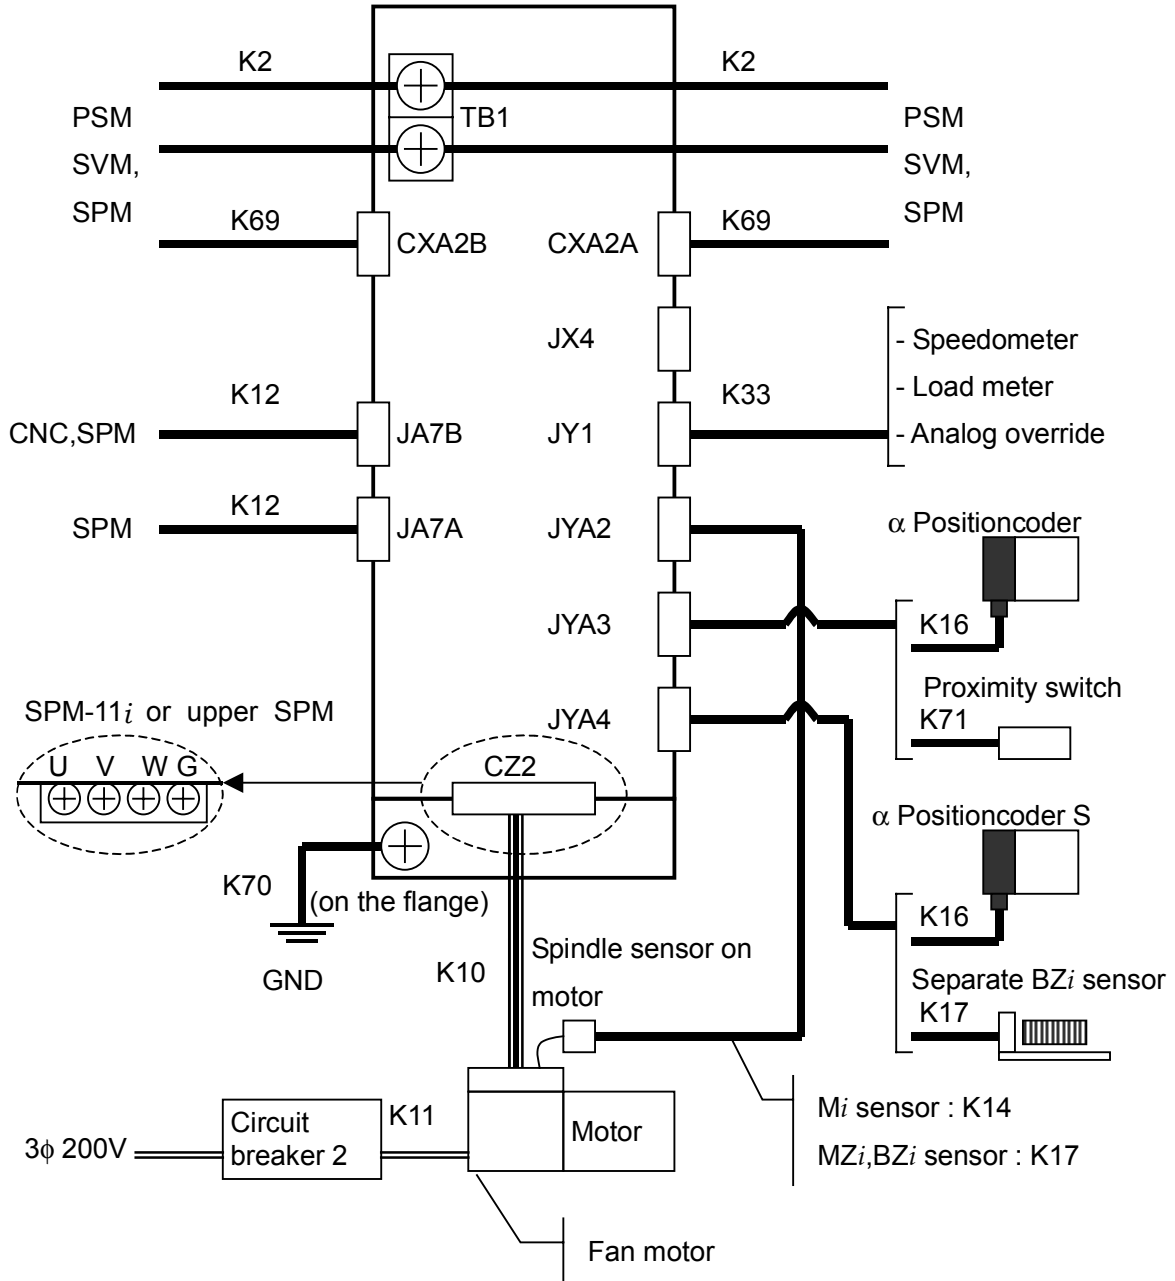 K2
K2
TB1
PSM
SVM,
SPM
PSM
SVM,
SPM
K69
CXA2B
CXA2A
K69
JX4
- Speedometer
- Load meter
- Analog override
K12
CNC,SPM
JA7B
JY1
K33
K12
SPM
JA7A
JYA2
α Positioncoder
JYA3
K16
Proximity switch
K71
SPM-11i or upper SPM
JYA4
U V W G
CZ2
α Positioncoder S
K70
(on the flange)
GND
K16
K10
Spindle sensor on
motor
Separate BZi sensor
K17
Mi sensor : K14
MZi,BZi sensor : K17
3ϕ 200V
Circuit
breaker 2
K11
Motor
Fan motor